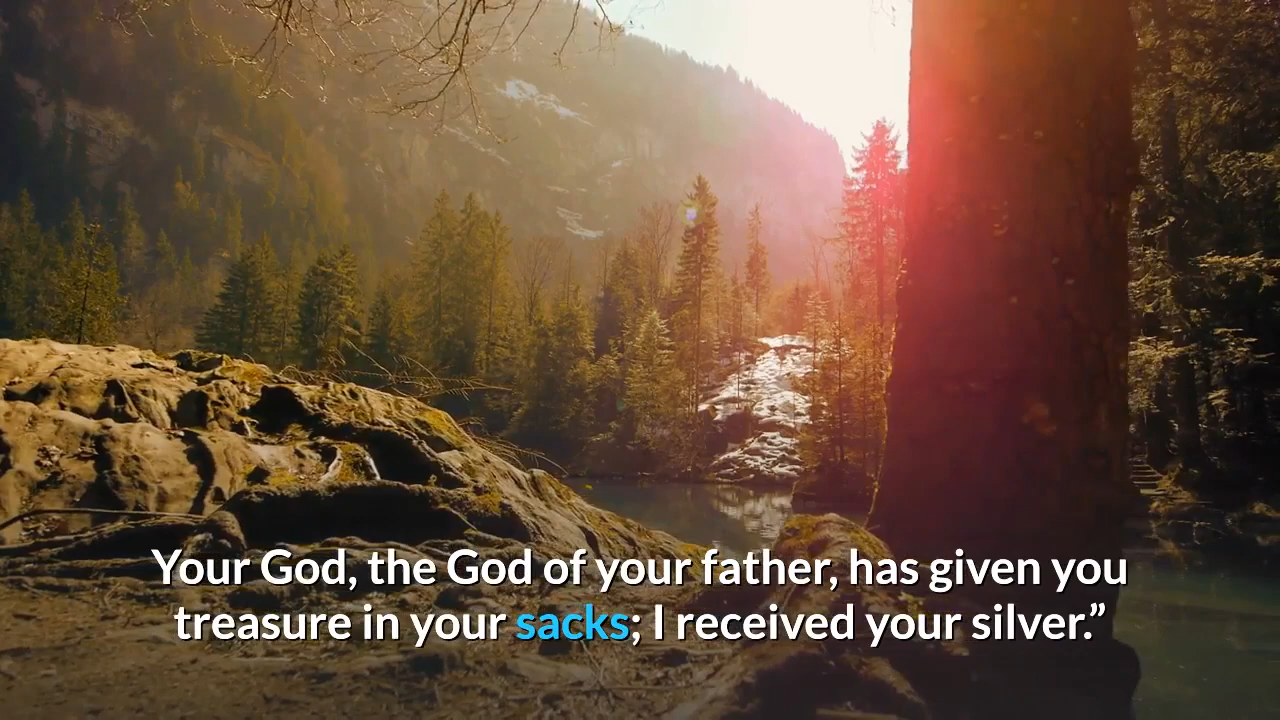 Your God, the God of your father, has given you
treasure in your sacks; I received your silver.”